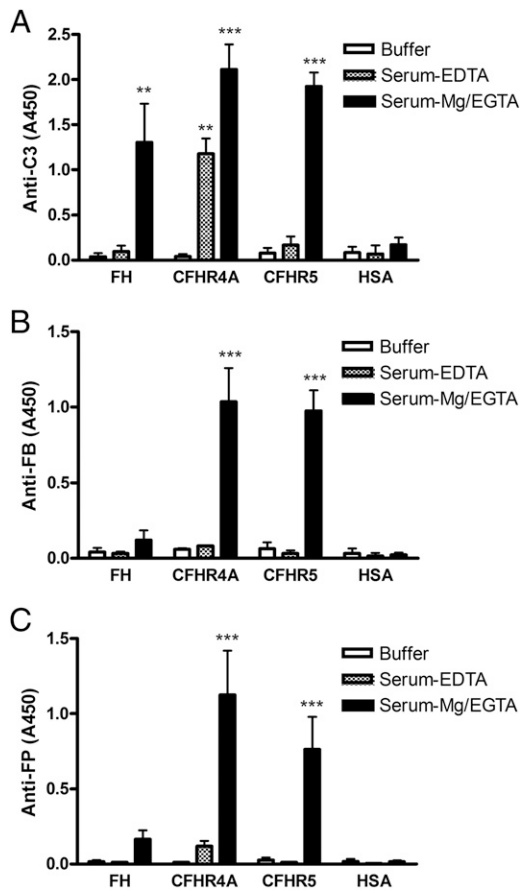 A
Anti-C3 (A450)
2.5
2.0
1.5
1.0
0.5
0.0
**
**
***
***
Buffer
Serum-EDTA
Serum-Mg/EGTA
FH CFHR4A CFHR5 HSA
B
Anti-FB (A450)
1.5
1.0
0.5
0.0
***
***
Buffer
Serum-EDTA
Serum-Mg/EGTA
FH CFHR4A CFHR5 HSA
C
Anti-FP (A450)
1.5
1.0
0.5
0.0
***
***
Buffer
Serum-EDTA
Serum-Mg/EGTA
FH CFHR4A CFHR5 HSA